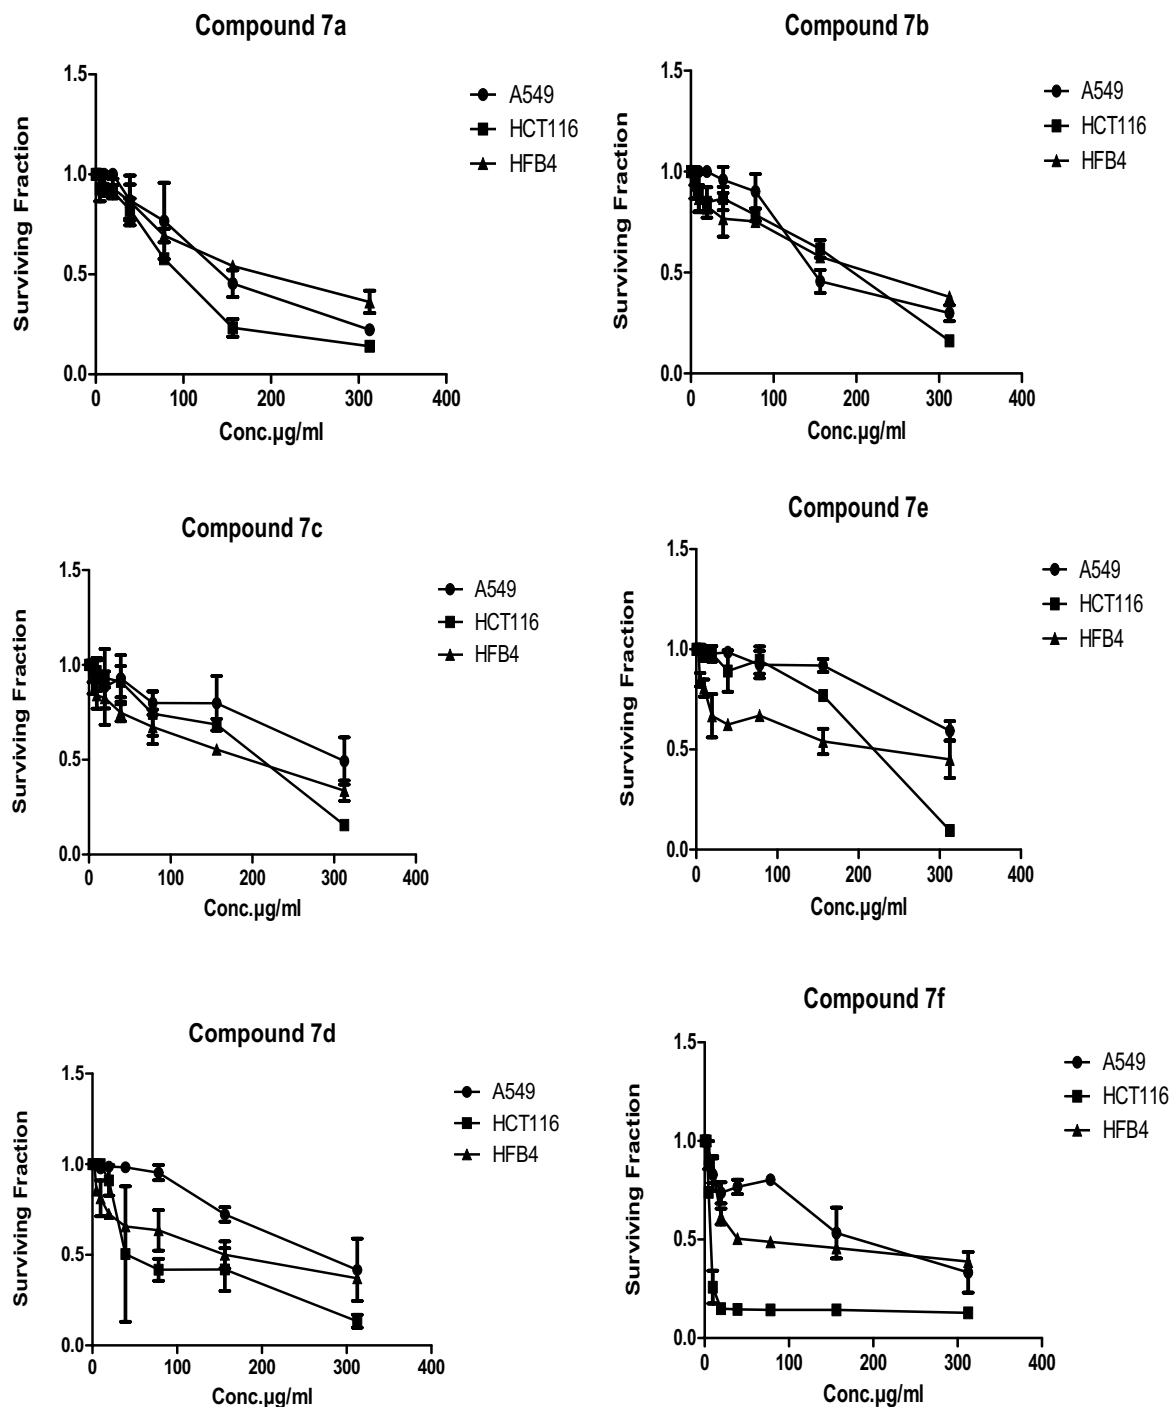 Compound 7a
1.5
1.0
0.5
0.0
0 100 200 300 400
Surviving Fraction
Conc.µg/ml
A549
HCT116
HFB4
Compound 7b
1.5
1.0
0.5
0.0
0 100 200 300 400
Surviving Fraction
Conc.µg/ml
A549
HCT116
HFB4
Compound 7c
1.5
1.0
0.5
0.0
0 100 200 300 400
Surviving Fraction
Conc.µg/ml
A549
HCT116
HFB4
Compound 7e
1.5
1.0
0.5
0.0
0 100 200 300 400
Surviving Fraction
Conc.µg/ml
A549
HCT116
HFB4
Compound 7d
1.5
1.0
0.5
0.0
0 100 200 300 400
Surviving Fraction
Conc.µg/ml
A549
HCT116
HFB4
Compound 7f
1.5
1.0
0.5
0.0
0 100 200 300 400
Surviving Fraction
Conc.µg/ml
A549
HCT116
HFB4